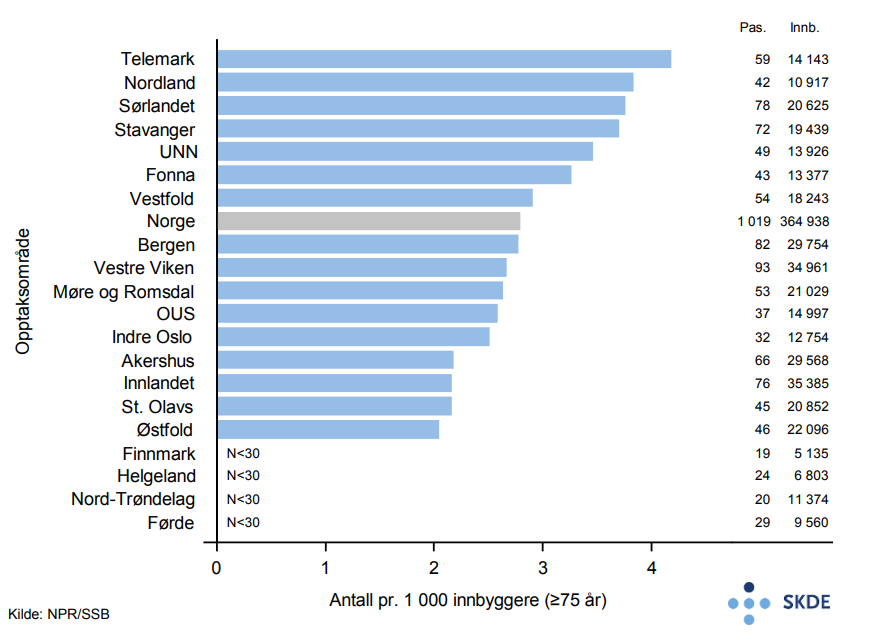 Pas. Innb.
Telemark 59 14 143
Nordland 42 10 917
Sørlandet 78 20 625
Stavanger 72 19 439
UNN 49 13 926
Fonna 43 13 377
Vestfold 54 18 243
Norge 1 019 364 938
Bergen 82 29 754
Vestre Viken 93 34 961
Møre og Romsdal 53 21 029
OUS 37 14 997
Indre Oslo 32 12 754
Akershus 66 29 568
Innlandet 76 35 385
St. Olavs 45 20 852
Østfold 46 22 096
Finnmark N<30 19 5 135
Helgeland N<30 24 6 803
Nord-Trøndelag N<30 20 11 374
Førde N<30 29 9 560
Opptaksområde
0 1 2 3 4
Antall pr. 1 000 innbyggere (≥75 år)
Kilde: NPR/SSB
SKDE